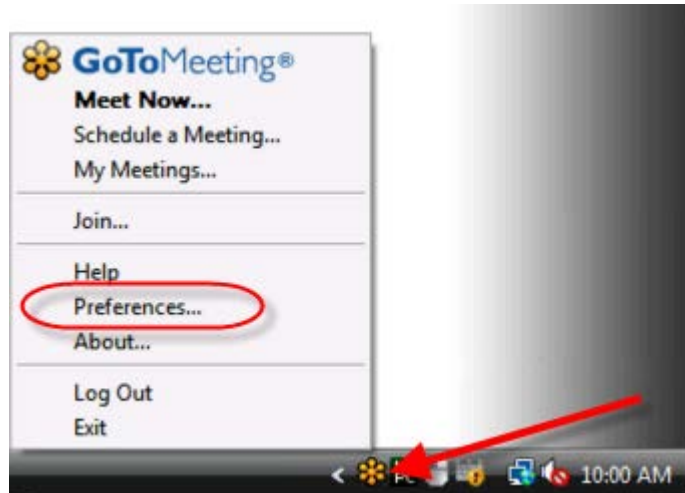 GoToMeeting®
Meet Now...
Schedule a Meeting...
My Meetings...
Join...
Help
Preferences...
About...
Log Out
Exit
< 10:00 AM